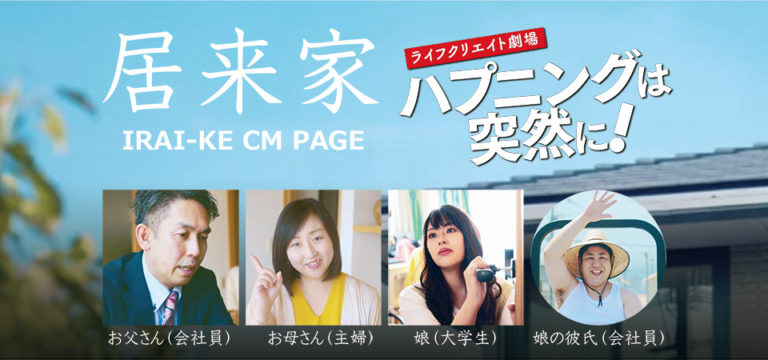 居来家
IRAI-KE CM PAGE
ライフクリエイト劇場
ハプニングは
突然に!
お父さん(会社員)
お母さん(主婦)
娘(大学生)
娘の彼氏(会社員)